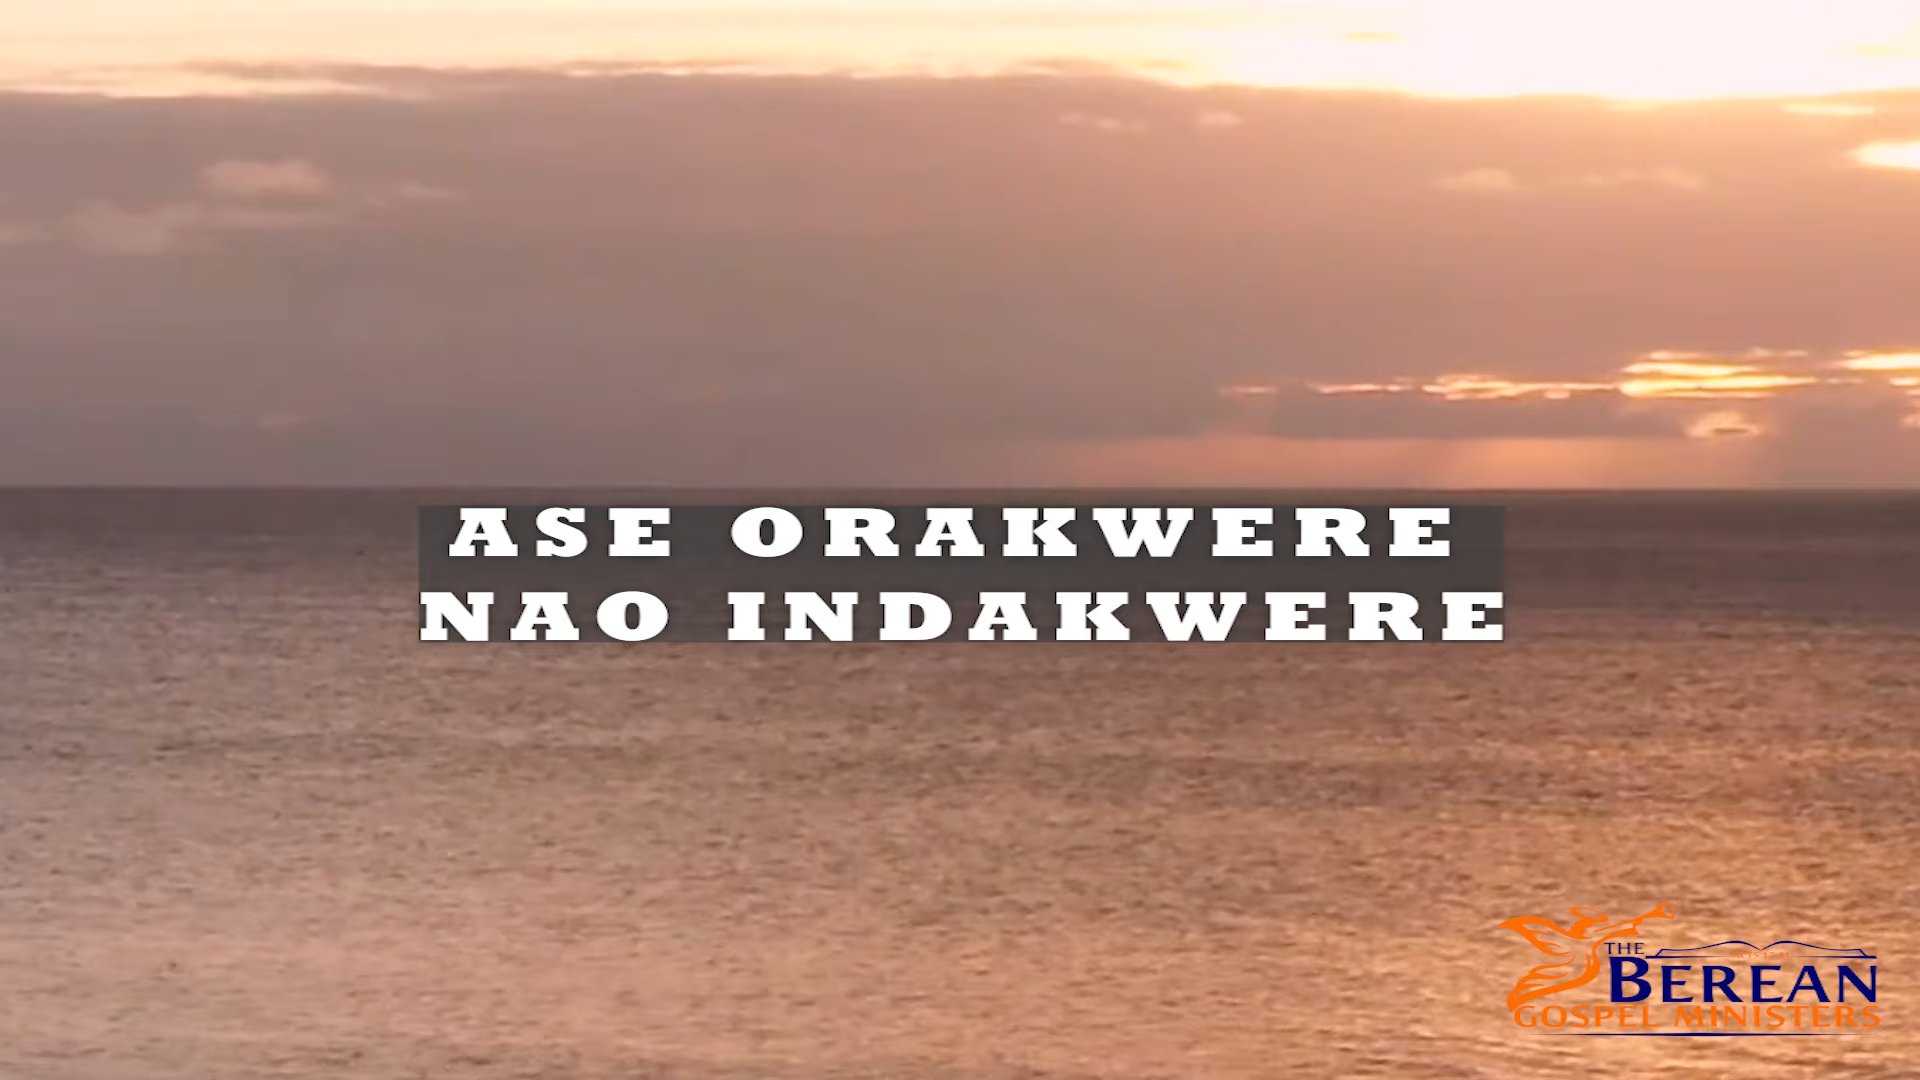 ASE ORAKWERE
NAO INDAKWERE
THE
BEREAN
GOSPEL MINISTERS